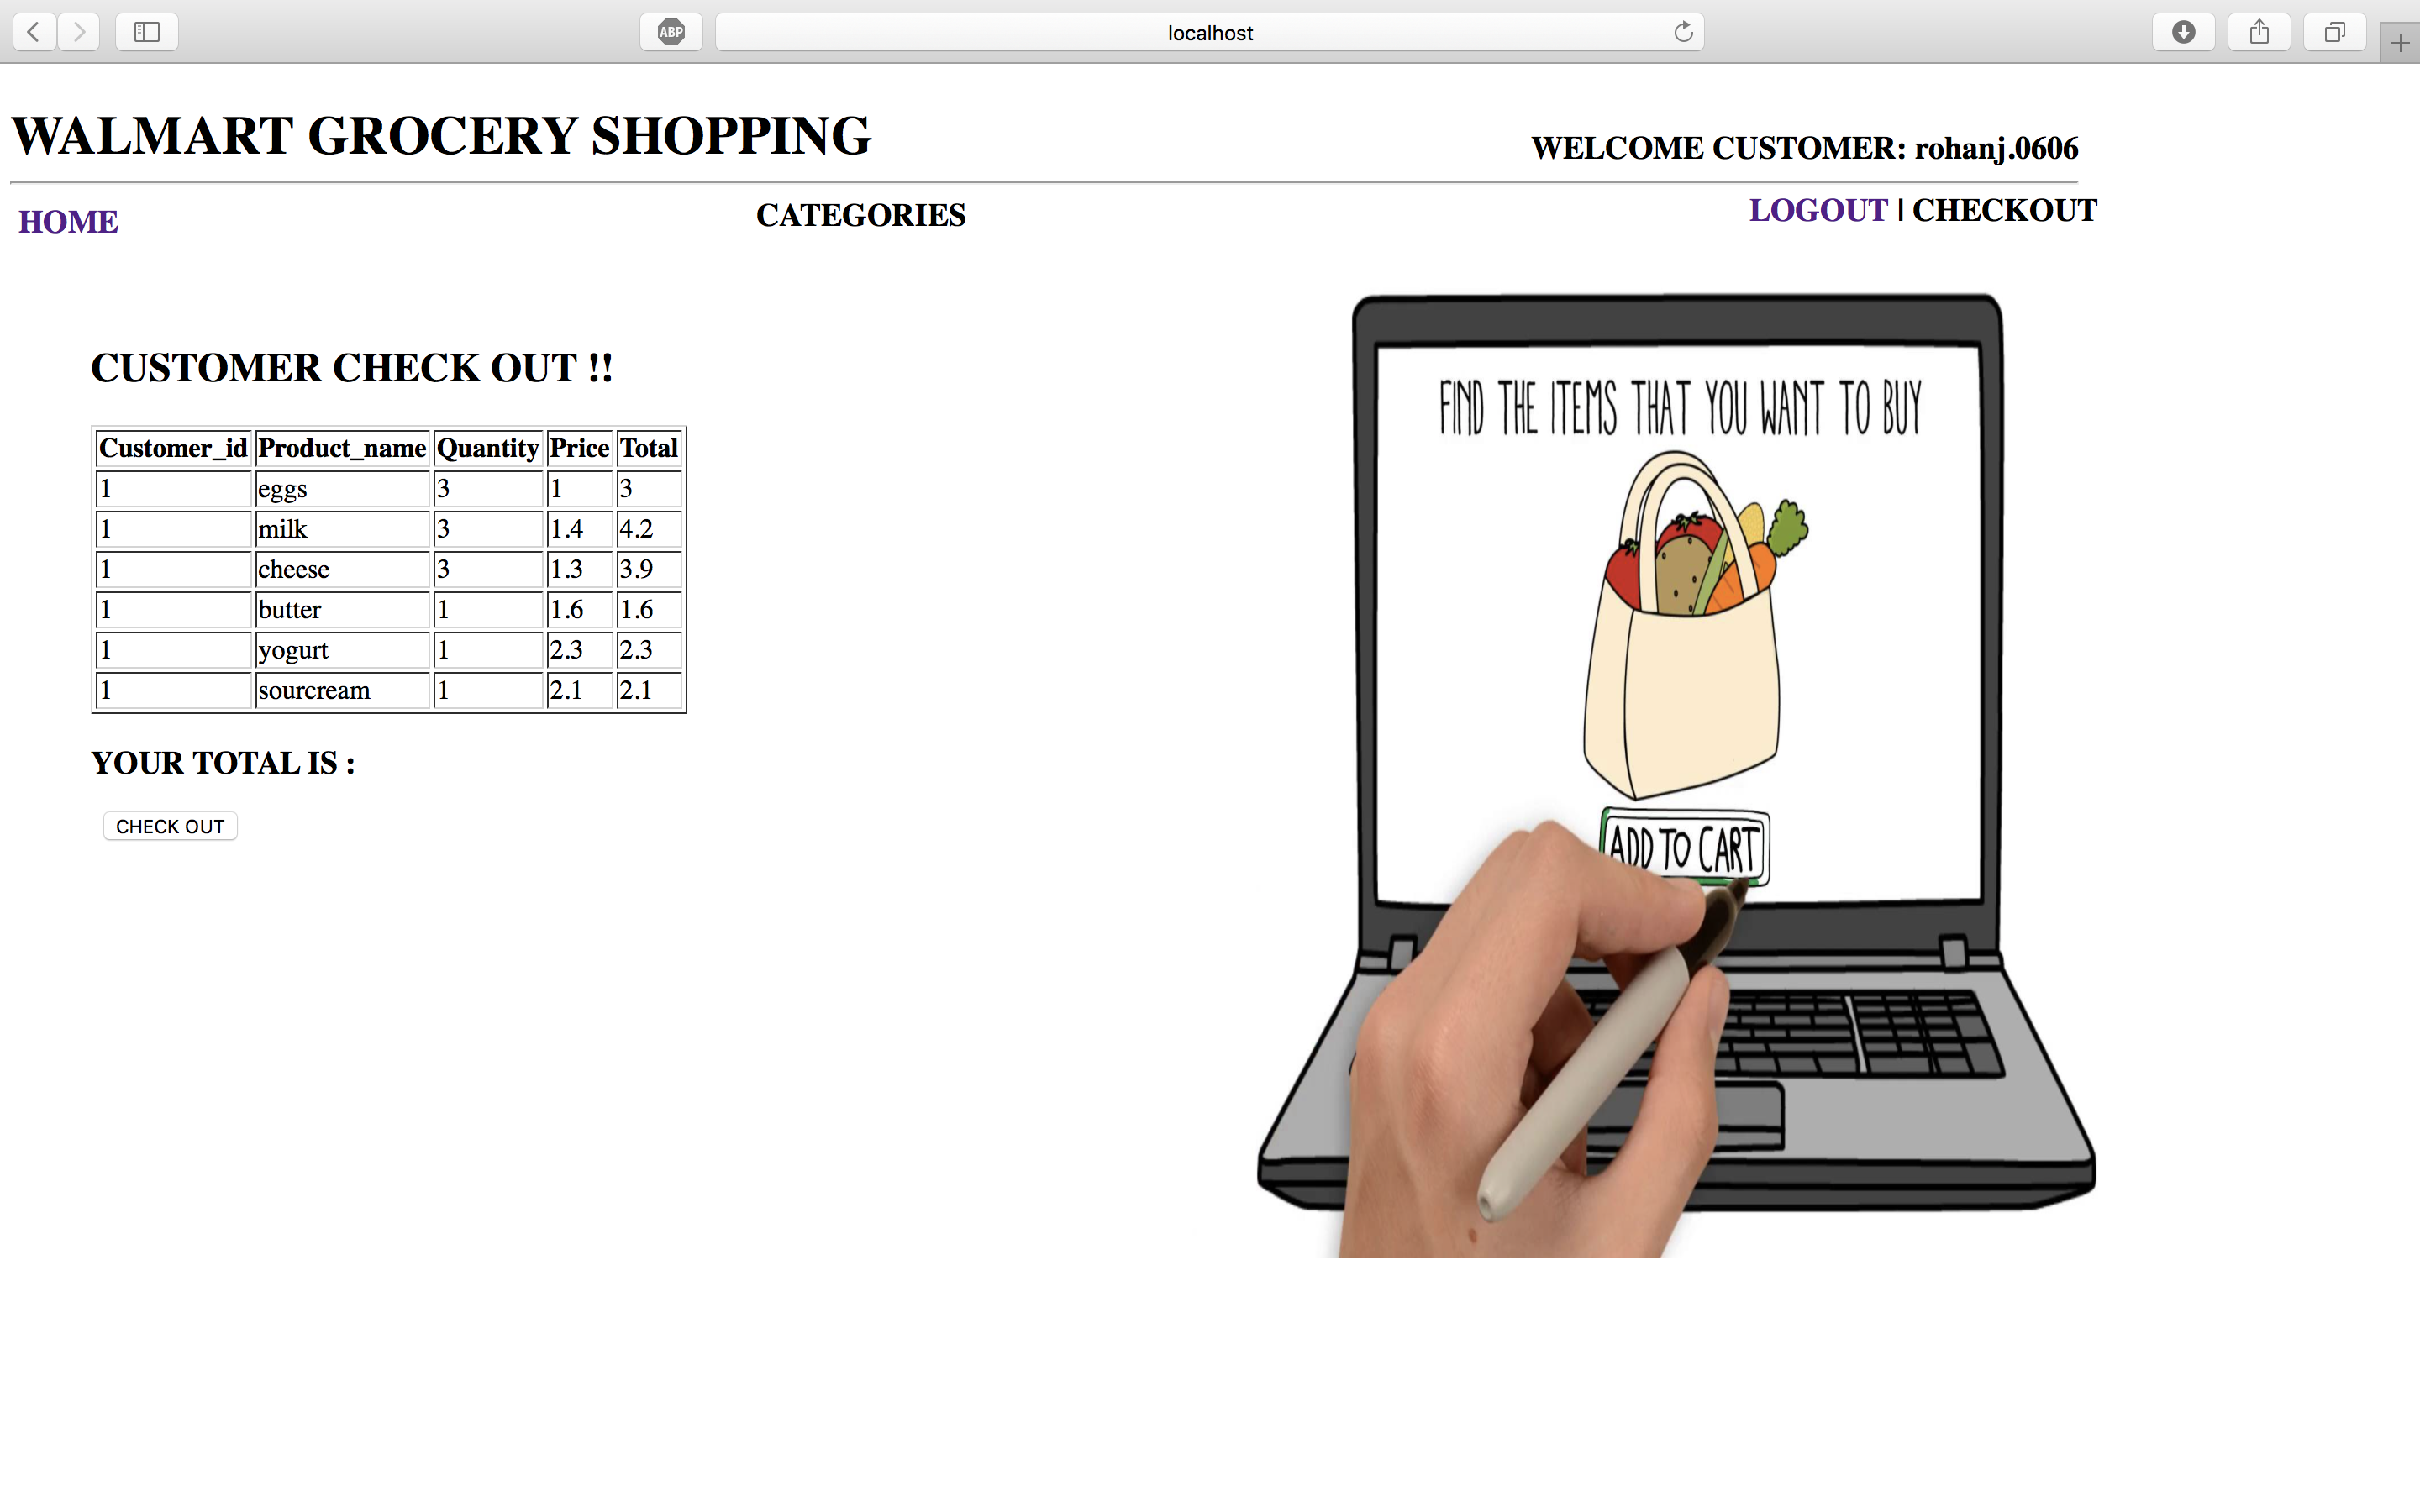 ABP
localhost
WALMART GROCERY SHOPPING
WELCOME CUSTOMER: rohanj.0606
HOME
CATEGORIES
LOGOUT | CHECKOUT
CUSTOMER CHECK OUT !!
Customer_id Product_name Quantity Price Total
1 eggs 3 1 3
1 milk 3 1.4 4.2
1 cheese 3 1.3 3.9
1 butter 1 1.6 1.6
1 yogurt 1 2.3 2.3
1 sourcream 1 2.1 2.1
YOUR TOTAL IS :
CHECK OUT
FIND THE ITEMS THAT YOU WANT TO BUY
ADD TO CART